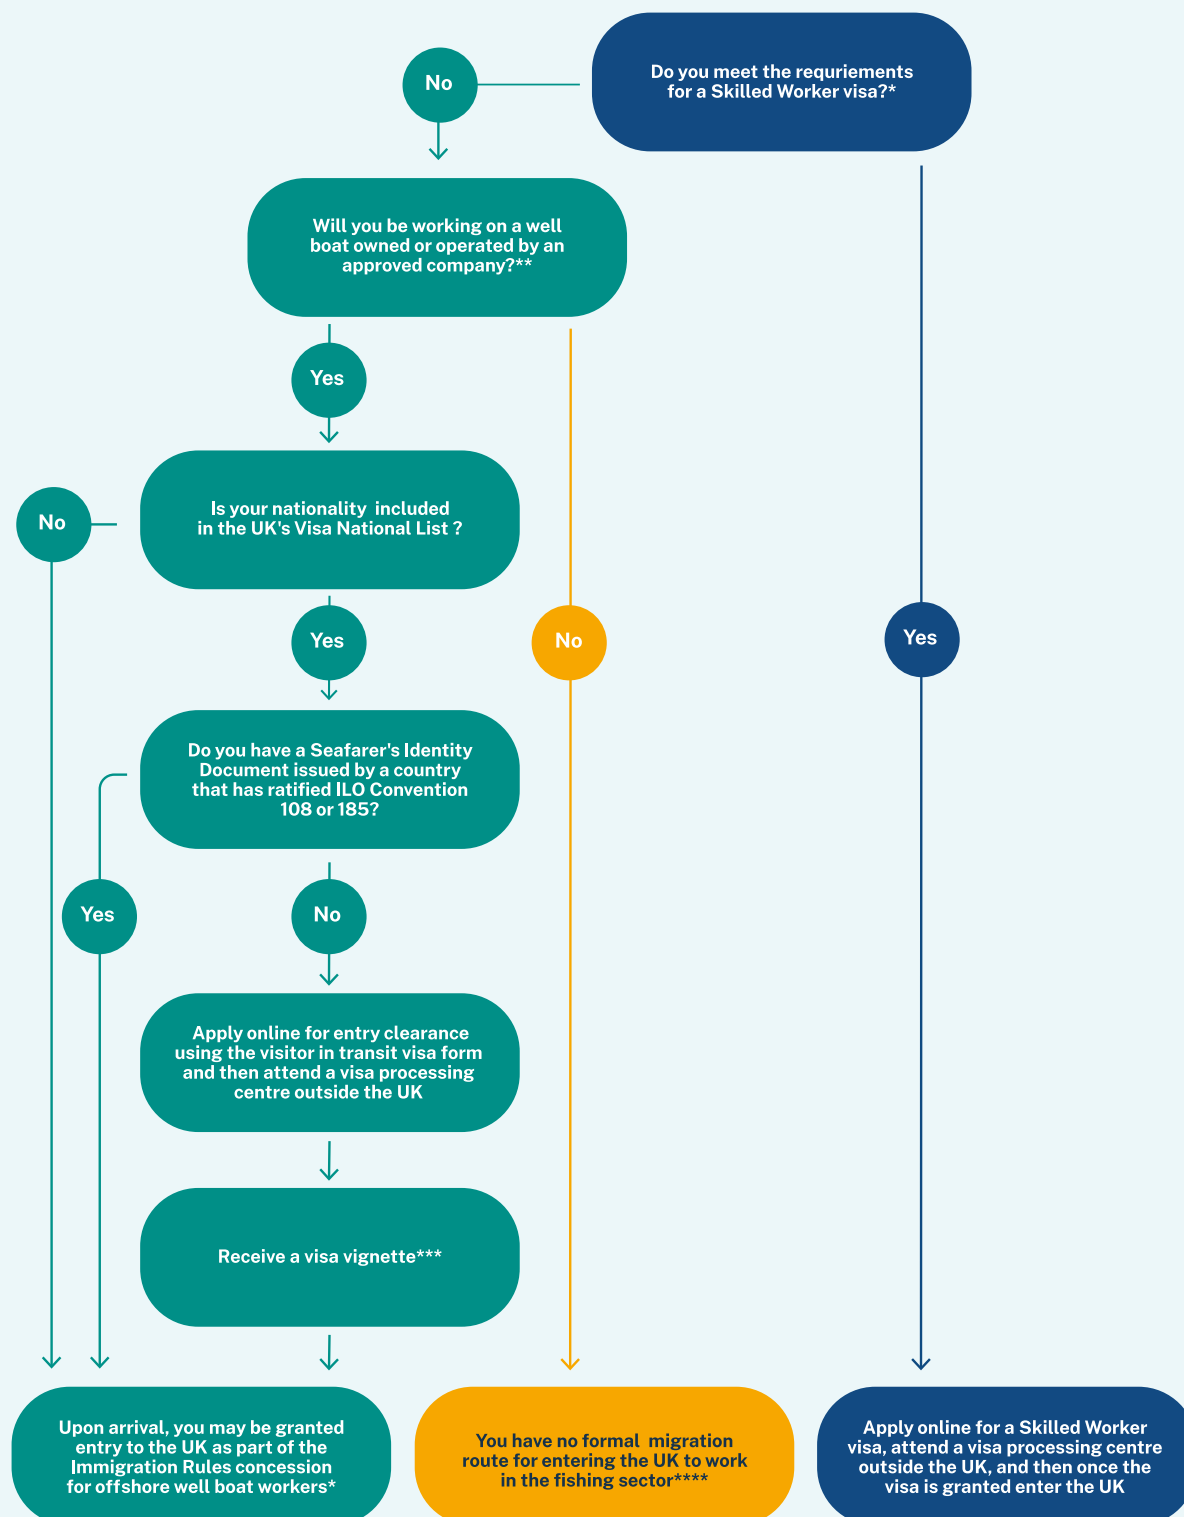 Do you meet the requriements
for a Skilled Worker visa?*
No
Will you be working on a well
boat owned or operated by an
approved company?**
Yes
Is your nationality  included
in the UK's Visa National List ?
No
Yes
No
Yes
Do you have a Seafarer's Identity
Document issued by a country
that has ratified ILO Convention
108 or 185?
Yes
No
Apply online for entry clearance
using the visitor in transit visa form
and then attend a visa processing
centre outside the UK
Receive a visa vignette***
Upon arrival, you may be granted
entry to the UK as part of the
Immigration Rules concession
for offshore well boat workers*
You have no formal  migration
route for entering the UK to work
in the fishing sector****
Apply online for a Skilled Worker
visa, attend a visa processing centre
outside the UK, and then once the
visa is granted enter the UK